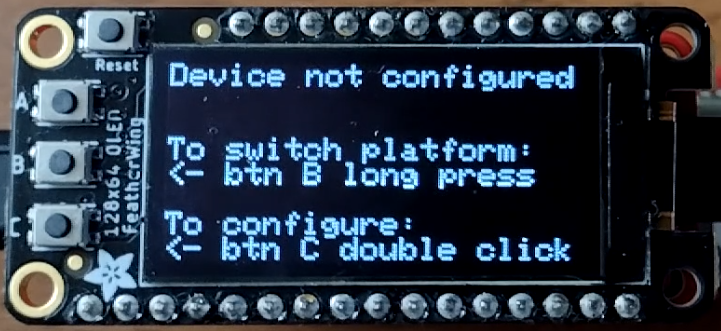 Reset
Device not configured
A
To switch platform:
B
<- btn B long press
C
To configure:
<- btn C double click
128x64 OLED
FeatherWing